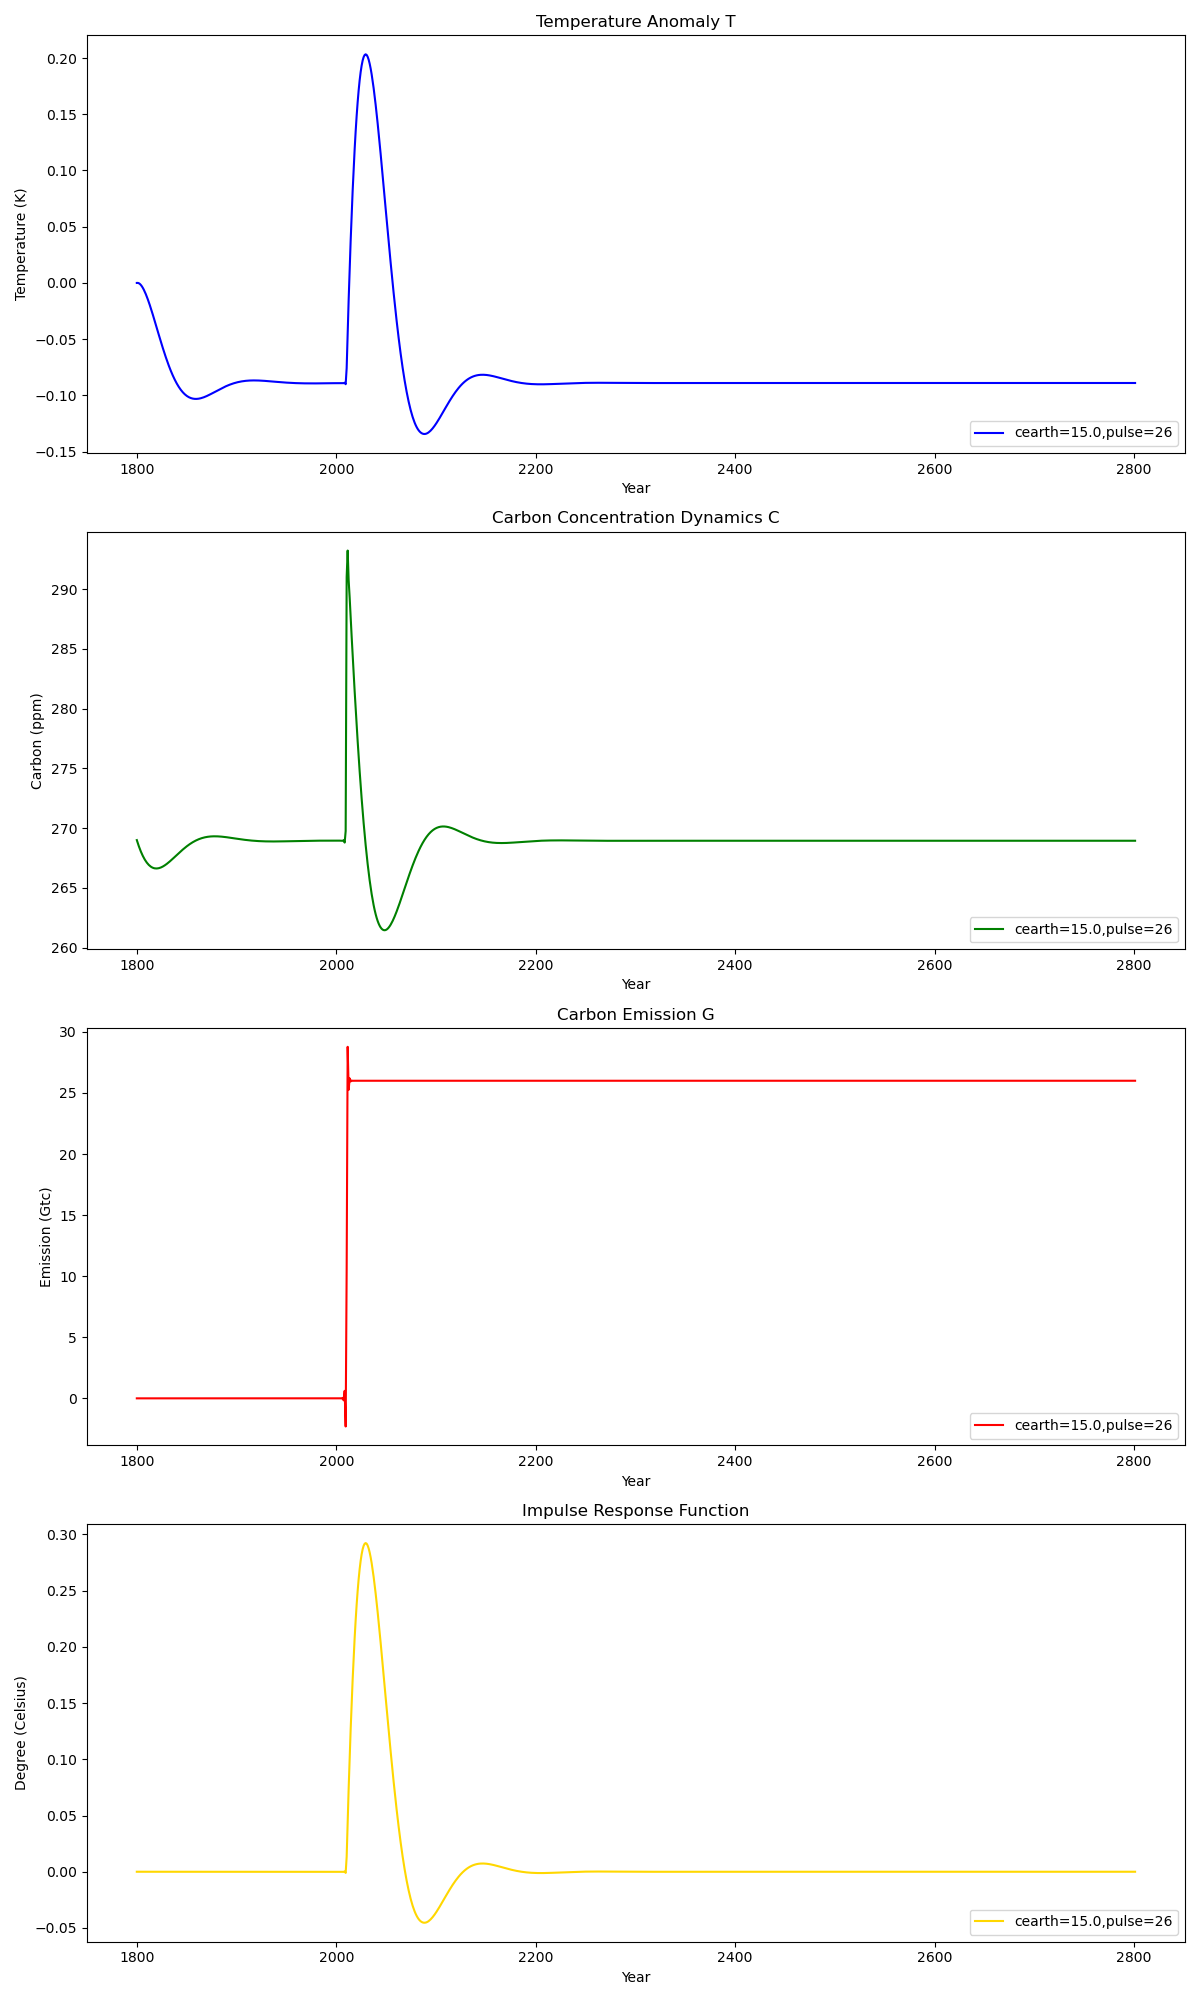 Temperature Anomaly T
0.20
0.15
0.10
0.05
0.00
−0.05
−0.10
−0.15
Temperature (K)
cearth=15.0,pulse=26
1800 2000 2200 2400 2600 2800
Year
Carbon Concentration Dynamics C
290
285
280
275
270
265
260
Carbon (ppm)
cearth=15.0,pulse=26
1800 2000 2200 2400 2600 2800
Year
Carbon Emission G
30
25
20
15
10
5
0
Emission (Gtc)
cearth=15.0,pulse=26
1800 2000 2200 2400 2600 2800
Year
Impulse Response Function
0.30
0.25
0.20
0.15
0.10
0.05
0.00
−0.05
Degree (Celsius)
cearth=15.0,pulse=26
1800 2000 2200 2400 2600 2800
Year